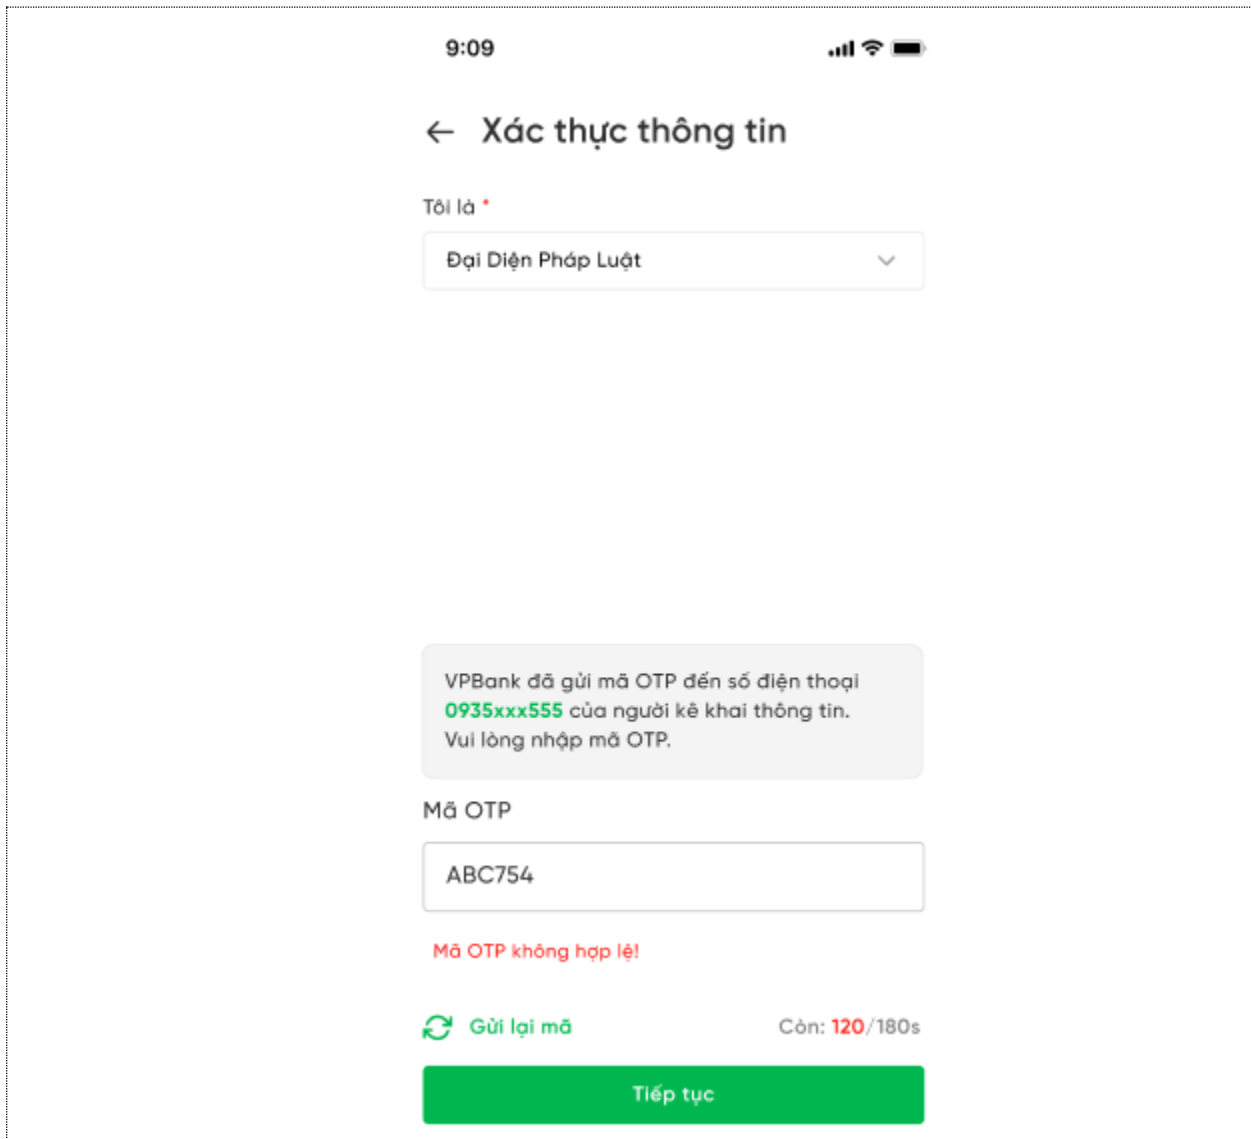 9:09
Xác thực thông tin
Tôi là *
Đại Diện Pháp Luật
VPBank đã gửi mã OTP đến số điện thoại
0935xxx555 của người kê khai thông tin.
Vui lòng nhập mã OTP.
Mã OTP
ABC754
Mã OTP không hợp lệ!
Gửi lại mã
Còn: 120/180s
Tiếp tục